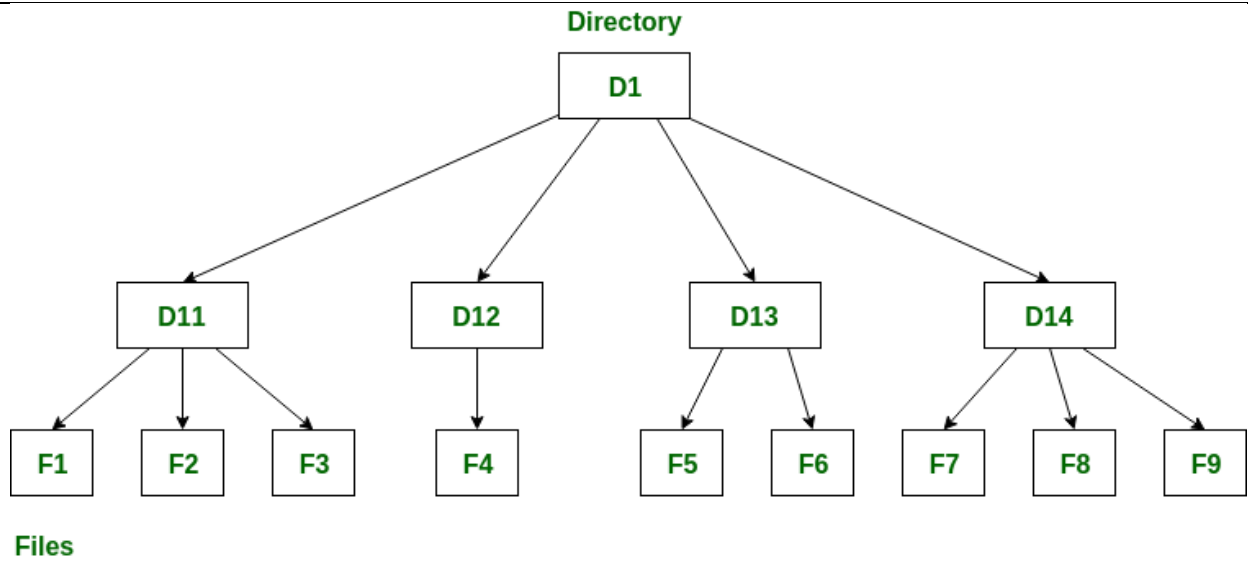 Directory
D1
D11 D12 D13 D14
F1 F2 F3 F4 F5 F6 F7 F8 F9
Files